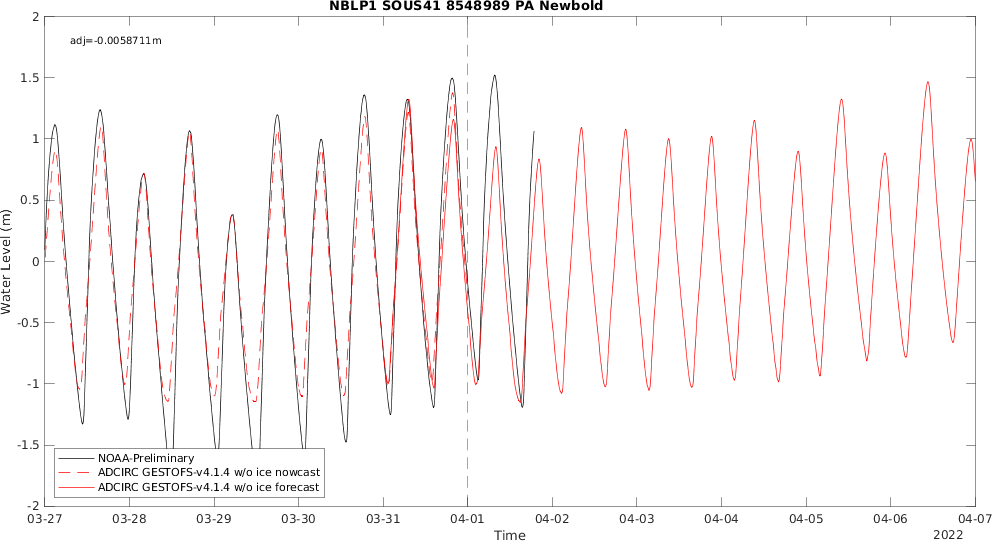 NBLP1 SOUS41 8548989 PA Newbold
adj=-0.0058711m
2
1.5
1
0.5
0
-0.5
-1
-1.5
-2
Water Level (m)
NOAA-Preliminary
ADCIRC GESTOFS-v4.1.4 w/o ice nowcast
ADCIRC GESTOFS-v4.1.4 w/o ice forecast
03-27 03-28 03-29 03-30 03-31 04-01 04-02 04-03 04-04 04-05 04-06 04-07
Time
2022